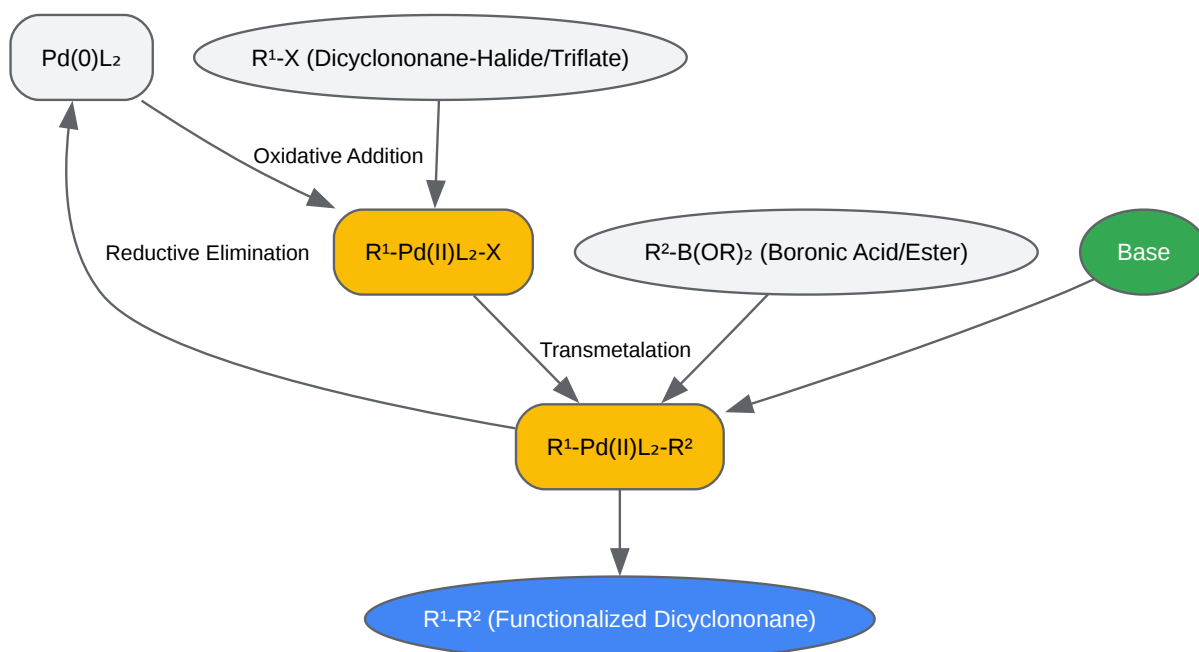 Pd(0)L₂
R¹-X (Dicyclononane-Halide/Triflate)
Oxidative Addition
Reductive Elimination
R¹-Pd(II)L₂-X
R²-B(OR)₂ (Boronic Acid/Ester)
Base
Transmetalation
R¹-Pd(II)L₂-R²
R¹-R² (Functionalized Dicyclononane)